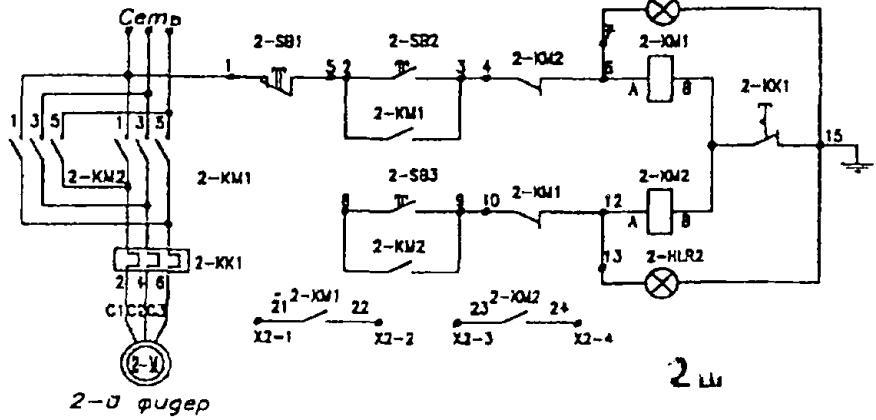 Сеть
2-SB1 2-SB2 2-KM2 7 2-KM1
1 5 2 3 4 6 A B 2-KK1
2-KM1 15
1 3 5 1 3 5
2-KM2 2-KM1 2-SB3 2-KM1 2-KM2
8 9 10 12 A B
2-KM2 13 2-HLR2
2-KK1
2 4 6
C1 C2 C3 21 2-KM1 22 23 2-KM2 24
X2-1 X2-2 X2-3 X2-4
2-й фидер